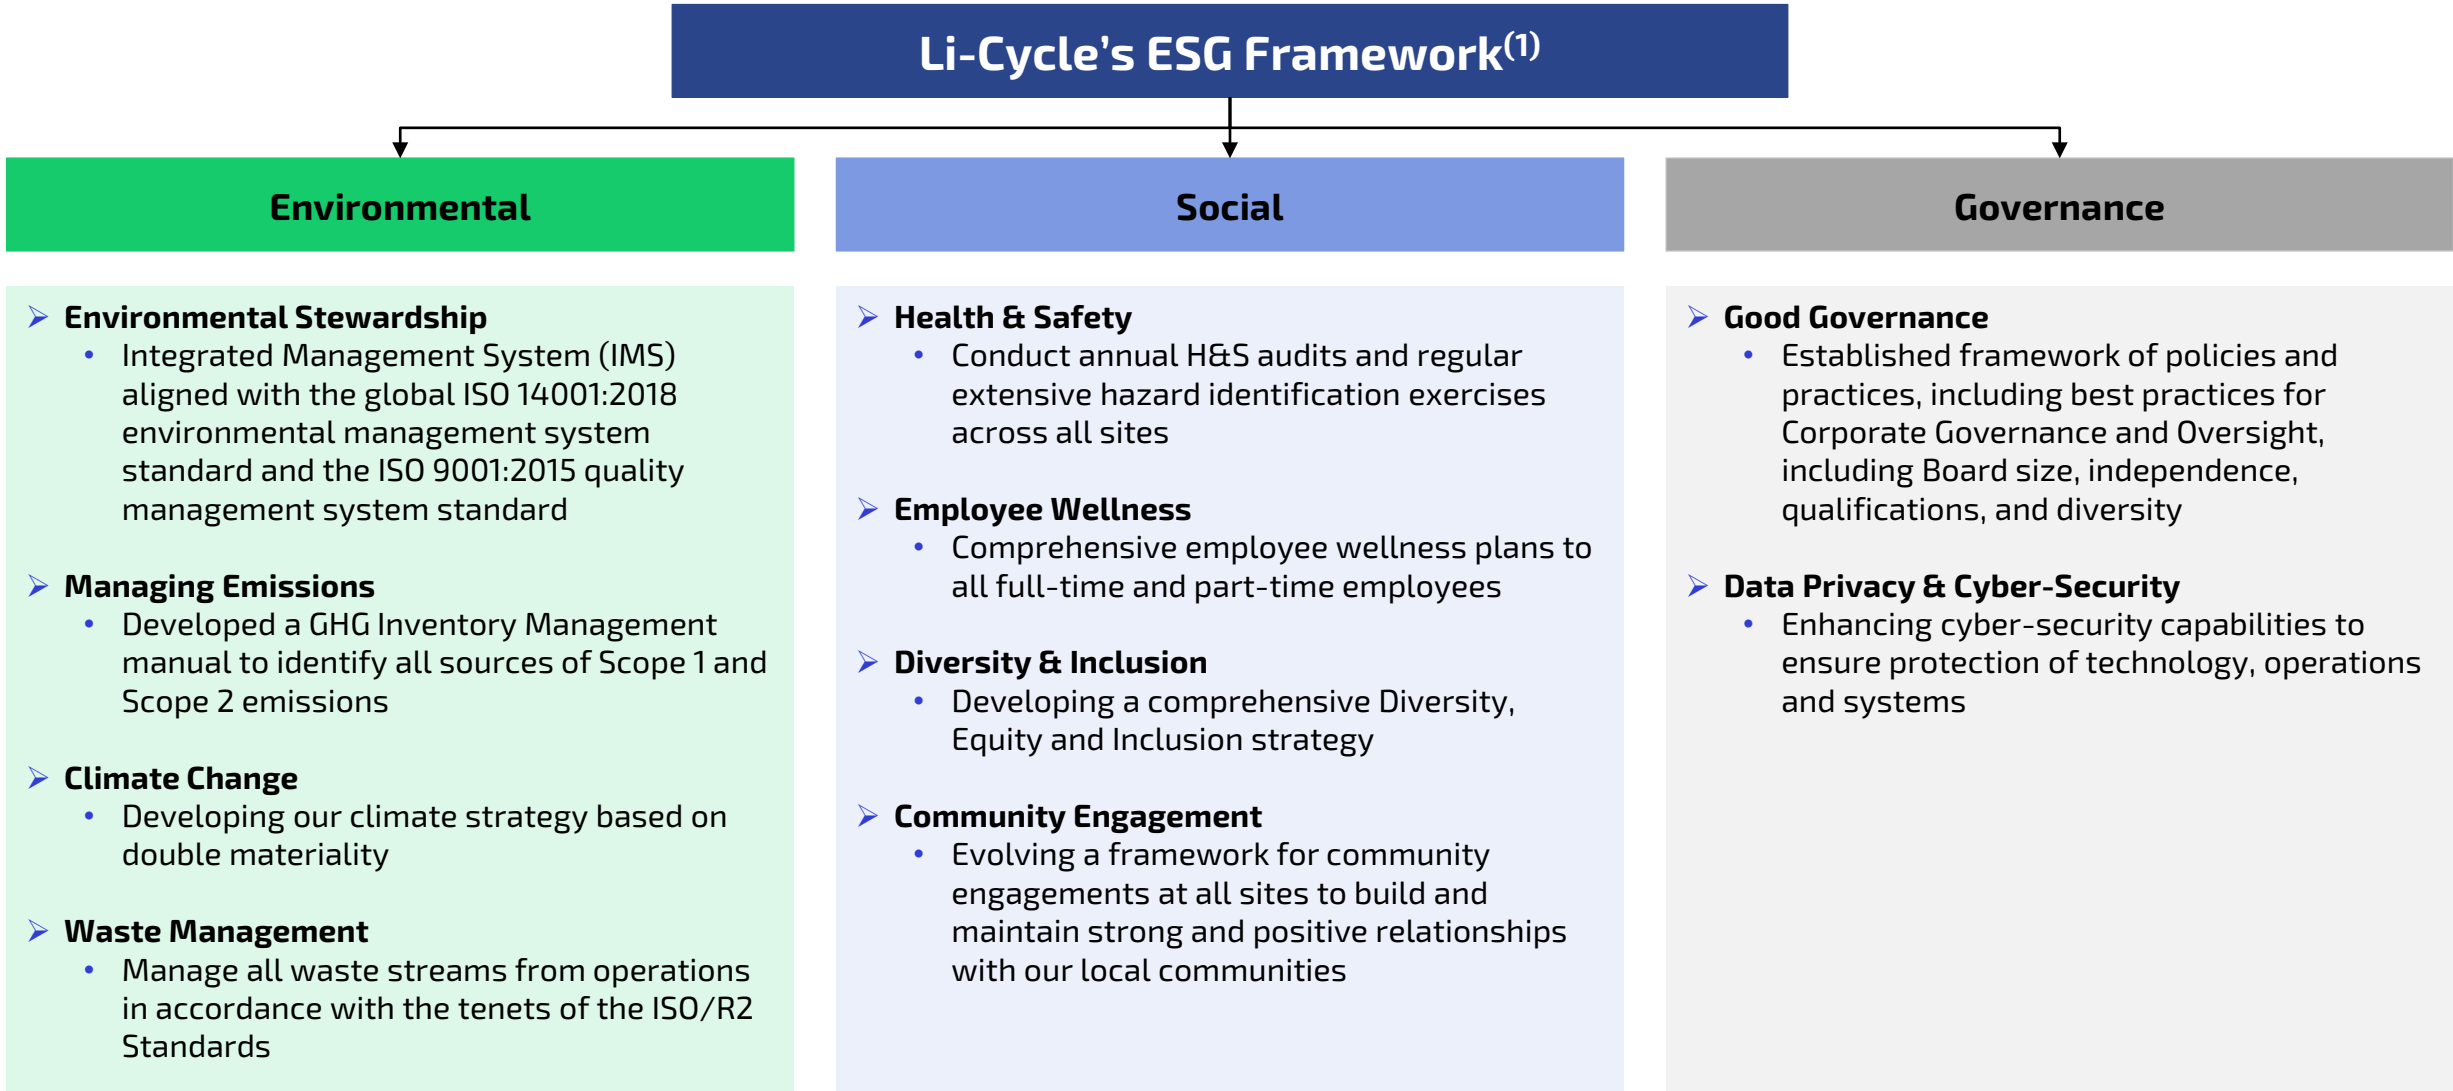 Li-Cycle's ESG Framework(1)
Environmental
Environmental Stewardship
Integrated Management System (IMS)
aligned with the global ISO 14001:2018
environmental management system
standard and the ISO 9001:2015 quality
management system standard
Managing Emissions
Developed a GHG Inventory Management
manual to identify all sources of Scope 1 and
Scope 2 emissions
Climate Change
Developing our climate strategy based on
double materiality
Waste Management
Manage all waste streams from operations
in accordance with the tenets of the ISO/R2
Standards
Social
Health & Safety
Conduct annual H&S audits and regular
extensive hazard identification exercises
across all sites
Employee Wellness
Comprehensive employee wellness plans to
all full-time and part-time employees
Diversity & Inclusion
Developing a comprehensive Diversity,
Equity and Inclusion strategy
Community Engagement
Evolving a framework for community
engagements at all sites to build and
maintain strong and positive relationships
with our local communities
Governance
Good Governance
Established framework of policies and
practices, including best practices for
Corporate Governance and Oversight,
including Board size, independence,
qualifications, and diversity
Data Privacy & Cyber-Security
Enhancing cyber-security capabilities to
ensure protection of technology, operations
and systems